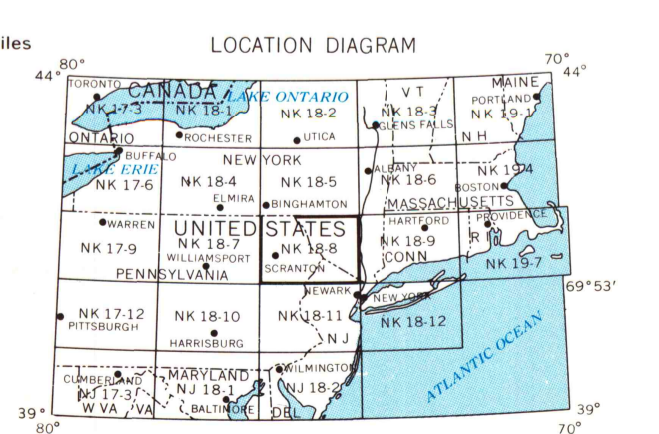 iles
LOCATION DIAGRAM
80°
70°
44°
44°
TORONTO
CANADA
LAKE ONTARIO
VT
MAINE
PORTLAND
NK 17-3
NK 18-1
NK 18-2
NK 18-3
NK 19-1
GLENS FALLS
ONTARIO
ROCHESTER
UTICA
NH
BUFFALO
NEW YORK
LAKE ERIE
ALBANY
NK 19-4
NK 17-6
NK 18-4
NK 18-5
NK 18-6
BOSTON
ELMIRA
BINGHAMTON
MASSACHUSETTS
WARREN
UNITED STATES
HARTFORD
PROVIDENCE
NK 17-9
NK 18-7
NK 18-8
NK 18-9
RI
WILLIAMSPORT
SCRANTON
CONN
NK 19-7
PENNSYLVANIA
NEWARK
NEW YORK
69°53'
NK 17-12
NK 18-10
NK 18-11
NK 18-12
PITTSBURGH
HARRISBURG
NJ
ATLANTIC OCEAN
CUMBERLAND
MARYLAND
WILMINGTON
NJ 17-3
NJ 18-1
NJ 18-2
W VA
VA
BALTIMORE
DEL
39°
39°
80°
70°